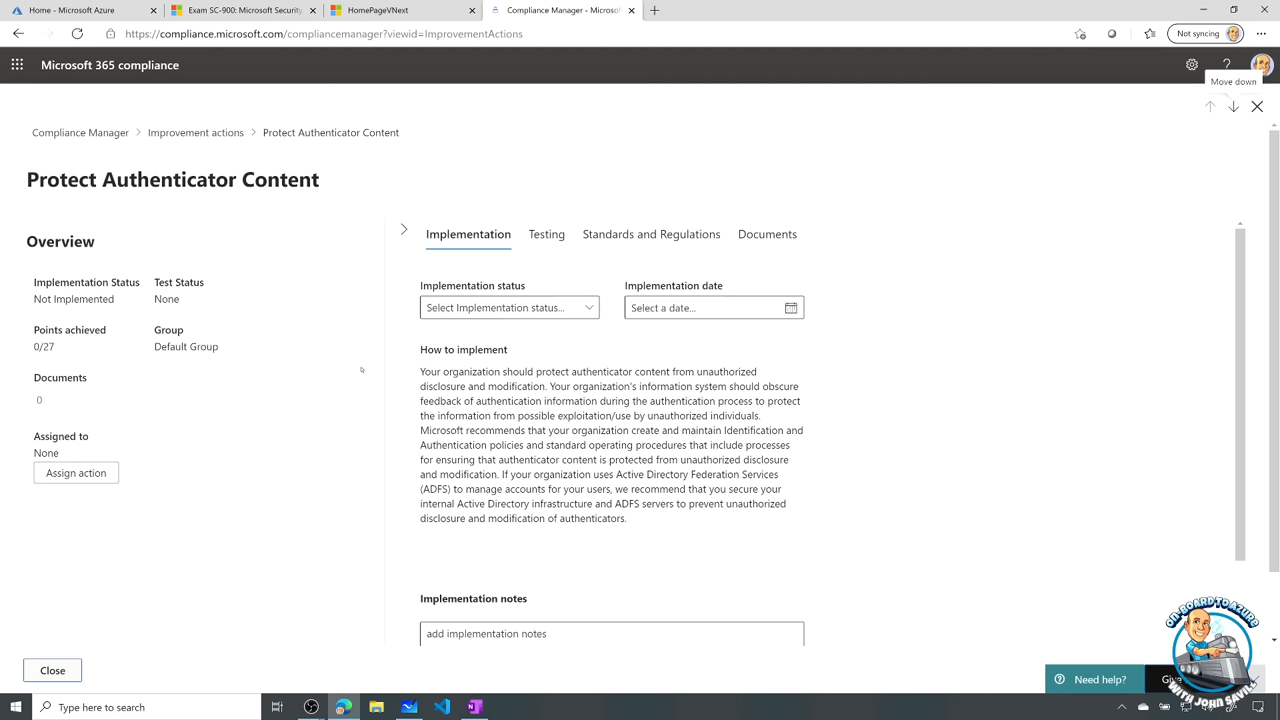 Home - Microsoft Azure
Exam SC-900: Microsoft Security
HomePageVNext
Compliance Manager - Microsof
https://compliance.microsoft.com/compliancemanager?viewid=ImprovementActions
Not syncing
Microsoft 365 compliance
Move down
Compliance Manager > Improvement actions > Protect Authenticator Content
Protect Authenticator Content
Overview
Implementation Status Test Status
Not Implemented None
Points achieved Group
0/27 Default Group
Documents
0
Assigned to
None
Assign action
Implementation Testing Standards and Regulations Documents
Implementation status Implementation date
Select Implementation status... Select a date...
How to implement
Your organization should protect authenticator content from unauthorized
disclosure and modification. Your organization's information system should obscure
feedback of authentication information during the authentication process to protect
the information from possible exploitation/use by unauthorized individuals.
Microsoft recommends that your organization create and maintain Identification and
Authentication policies and standard operating procedures that include processes
for ensuring that authenticator content is protected from unauthorized disclosure
and modification. If your organization uses Active Directory Federation Services
(ADFS) to manage accounts for your users, we recommend that you secure your
internal Active Directory infrastructure and ADFS servers to prevent unauthorized
disclosure and modification of authenticators.
Implementation notes
add implementation notes
Close
Need help?
ON-BOARD TO AZURE
WITH JOHN SAVILL
Type here to search